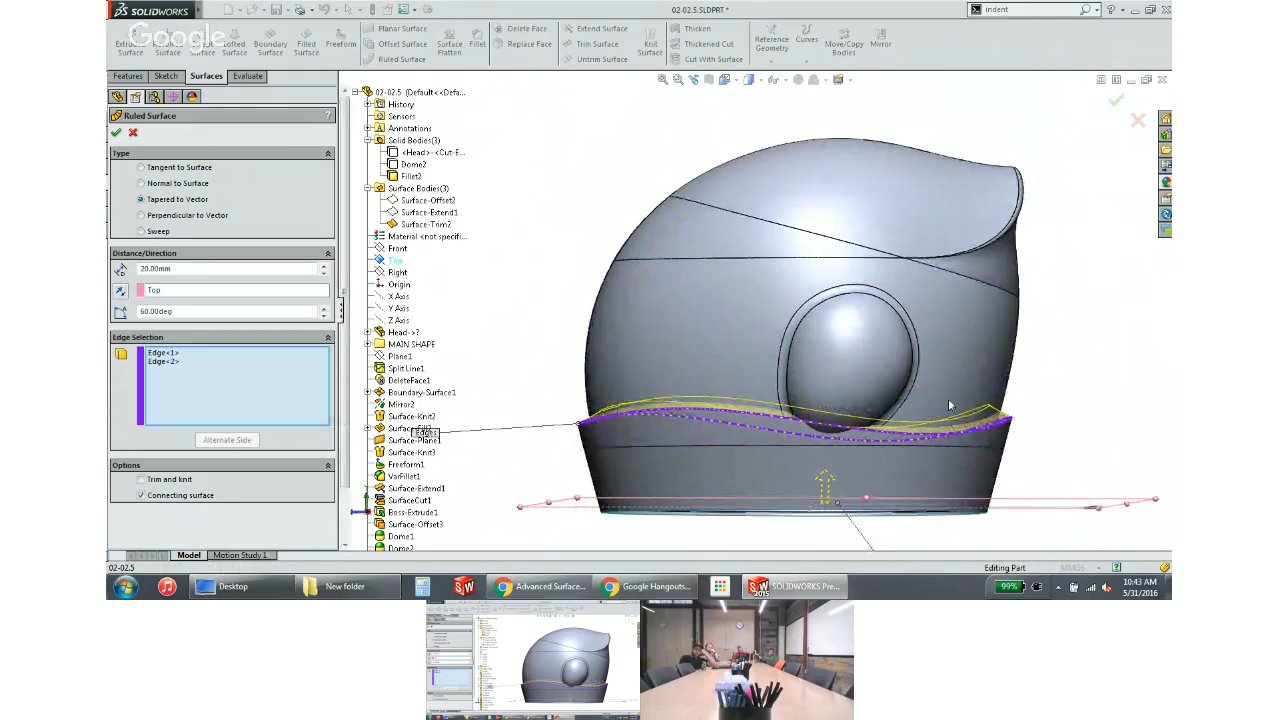 SOLIDWORKS
02-02.5.SLDPRT *
indent
Google
Planar Surface
Offset Surface
Ruled Surface
Surface Flatten
Fillet
Delete Face
Replace Face
Extend Surface
Trim Surface
Untrim Surface
Knit Surface
Thicken
Thickened Cut
Cut With Surface
Reference Geometry
Curves
Move/Copy Bodies
Mirror
Boundary Surface
Filled Surface
Freeform
Features
Sketch
Surfaces
Evaluate
Ruled Surface
?
Type
Tangent to Surface
Normal to Surface
Tapered to Vector
Perpendicular to Vector
Sweep
Distance/Direction
20.00mm
Top
60.00deg
Edge Selection
Edge<1>
Edge<2>
Alternate Side
Options
Trim and knit
Connecting surface
02-02.5 (Default<<Defa...
History
Sensors
Annotations
Solid Bodies(3)
<Head>-<Cut-E...
Dome2
Fillet2
Surface Bodies(3)
Surface-Offset2
Surface-Extend1
Surface-Trim2
Material <not specifi...
Front
Top
Right
Origin
X Axis
Y Axis
Z Axis
Head->?
MAIN SHAPE
Plane1
Split Line1
DeleteFace1
Boundary-Surface1
Mirror2
Surface-Knit2
Edges
Surface-Plane1
Surface-Knit3
Freeform1
VarFillet1
Surface-Extend1
SurfaceCut1
Boss-Extrude1
Surface-Offset3
Dome1
Dome2
Model
Motion Study 1
02-02.5
Editing Part
MMGS
Desktop
New folder
Advanced Surface...
Google Hangouts...
SOLIDWORKS Pre...
99%
10:43 AM
5/31/2016